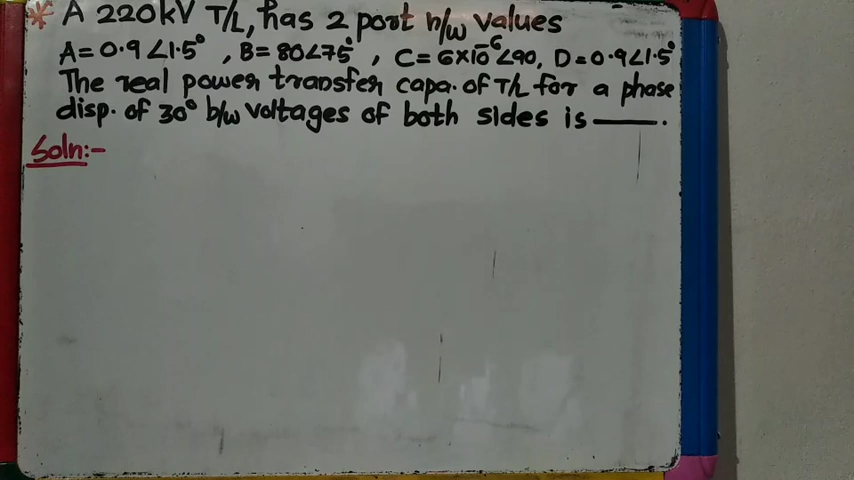 * A 220kV T/L, has 2 port n/w values
A=0.9∠1.5°, B=80∠75°, C=6×10⁻⁶∠90, D=0.9∠1.5°
The real power transfer capa. of T/L for a phase
disp. of 30° b/w voltages of both sides is ———.
Soln:-